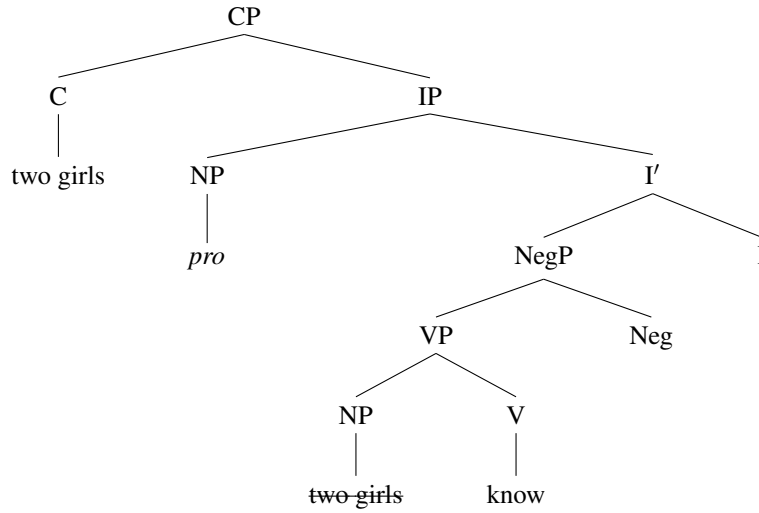 CP
C IP
two girls NP I′
pro NegP
VP Neg
NP V
~~two girls~~ know